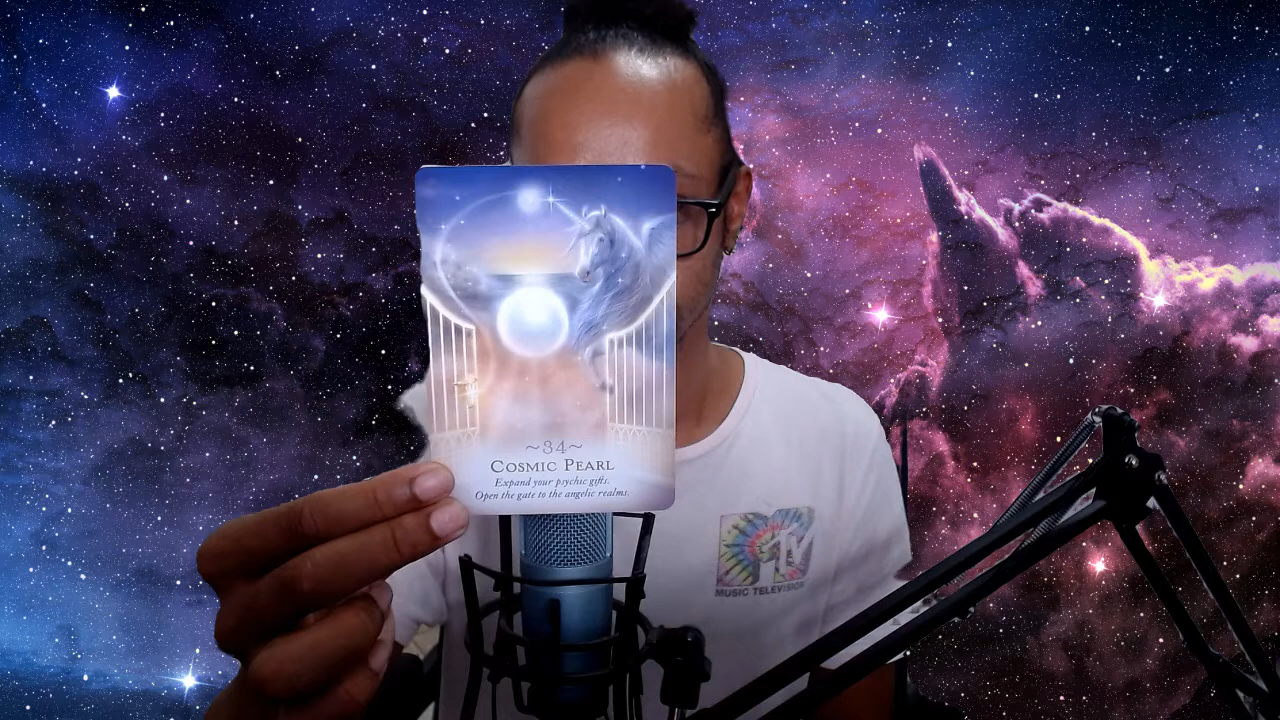 ~34~
COSMIC PEARL
Expand your psychic gifts.
Open the gate to the angelic realms.
MTV
MUSIC TELEVISION